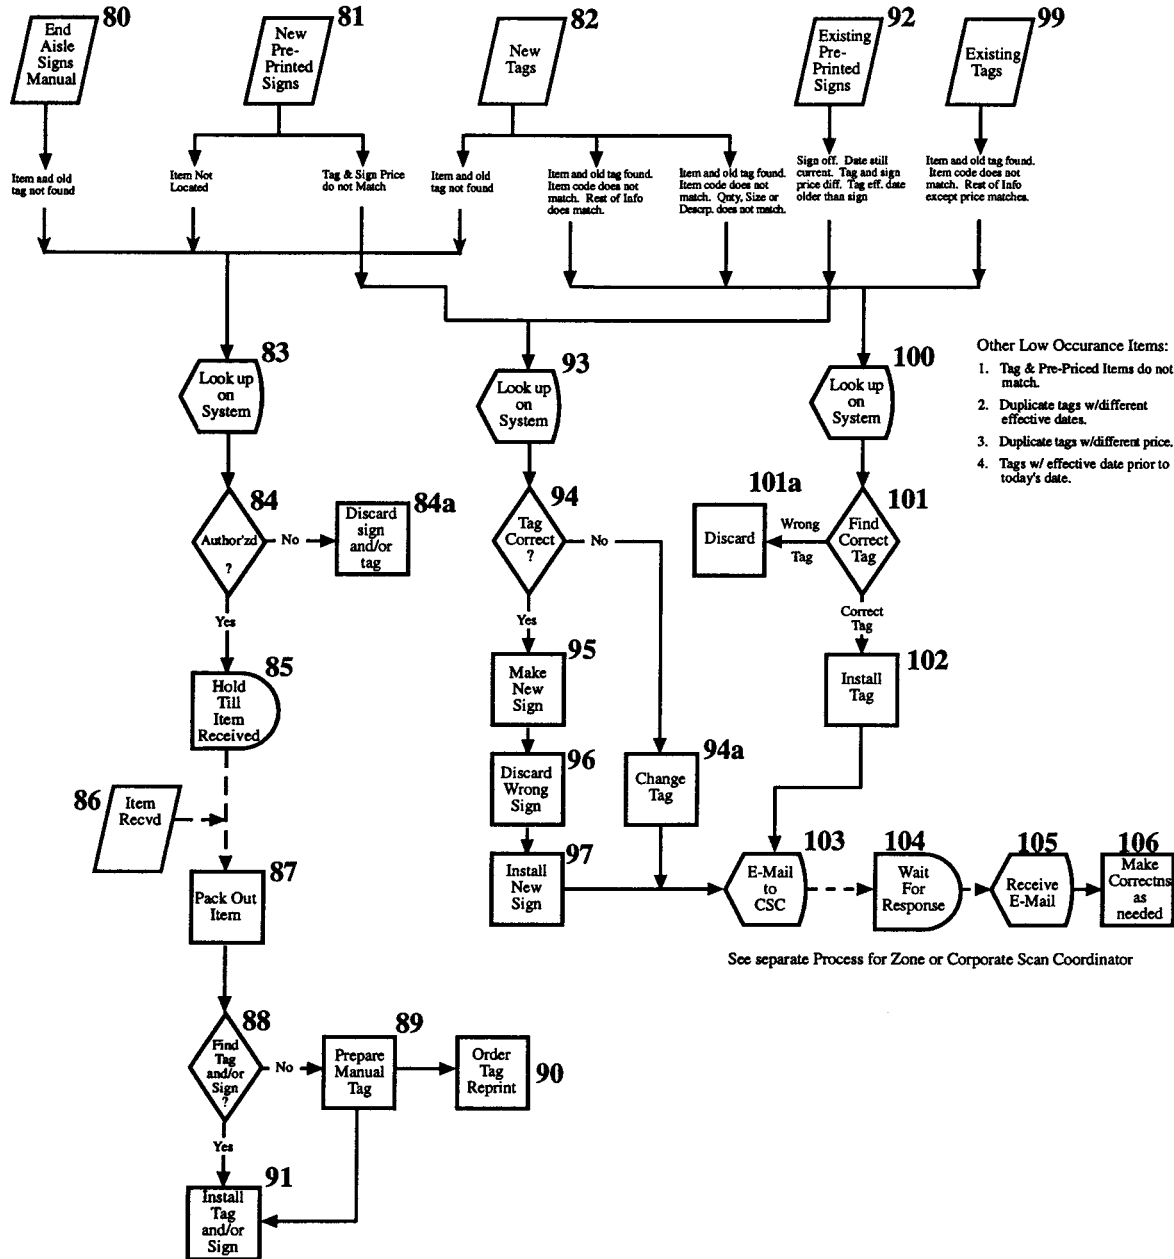 80
End
Aisle
Signs
Manual
81
New
Pre-
Printed
Signs
82
New
Tags
92
Existing
Pre-
Printed
Signs
99
Existing
Tags
Item and old
tag not found
Item Not
Located
Tag & Sign Price
do not Match
Item and old
tag not found
Item and old tag found.
Item code does not
match. Rest of Info
does match.
Item and old tag found.
Item code does not
match. Qnty, Size or
Descrp. does not match.
Sign off. Date still
current. Tag and sign
price diff. Tag eff. date
older than sign
Item and old tag found.
Item code does not
match. Rest of Info
except price matches.
83
Look up
on
System
93
Look up
on
System
100
Look up
on
System
Other Low Occurance Items:
1. Tag & Pre-Priced Items do not
match.
2. Duplicate tags w/different
effective dates.
3. Duplicate tags w/different price.
4. Tags w/ effective date prior to
today's date.
84
Author'zd
?
No
84a
Discard
sign
and/or
tag
Yes
94
Tag
Correct
?
No
Yes
101a
Discard
Wrong
Tag
101
Find
Correct
Tag
Correct
Tag
85
Hold
Till
Item
Received
95
Make
New
Sign
102
Install
Tag
86
Item
Recvd
96
Discard
Wrong
Sign
94a
Change
Tag
87
Pack Out
Item
97
Install
New
Sign
103
E-Mail
to
CSC
104
Wait
For
Response
105
Receive
E-Mail
106
Make
Correctns
as
needed
See separate Process for Zone or Corporate Scan Coordinator
88
Find
Tag
and/or
Sign
?
No
89
Prepare
Manual
Tag
Order
Tag
Reprint
90
Yes
91
Install
Tag
and/or
Sign